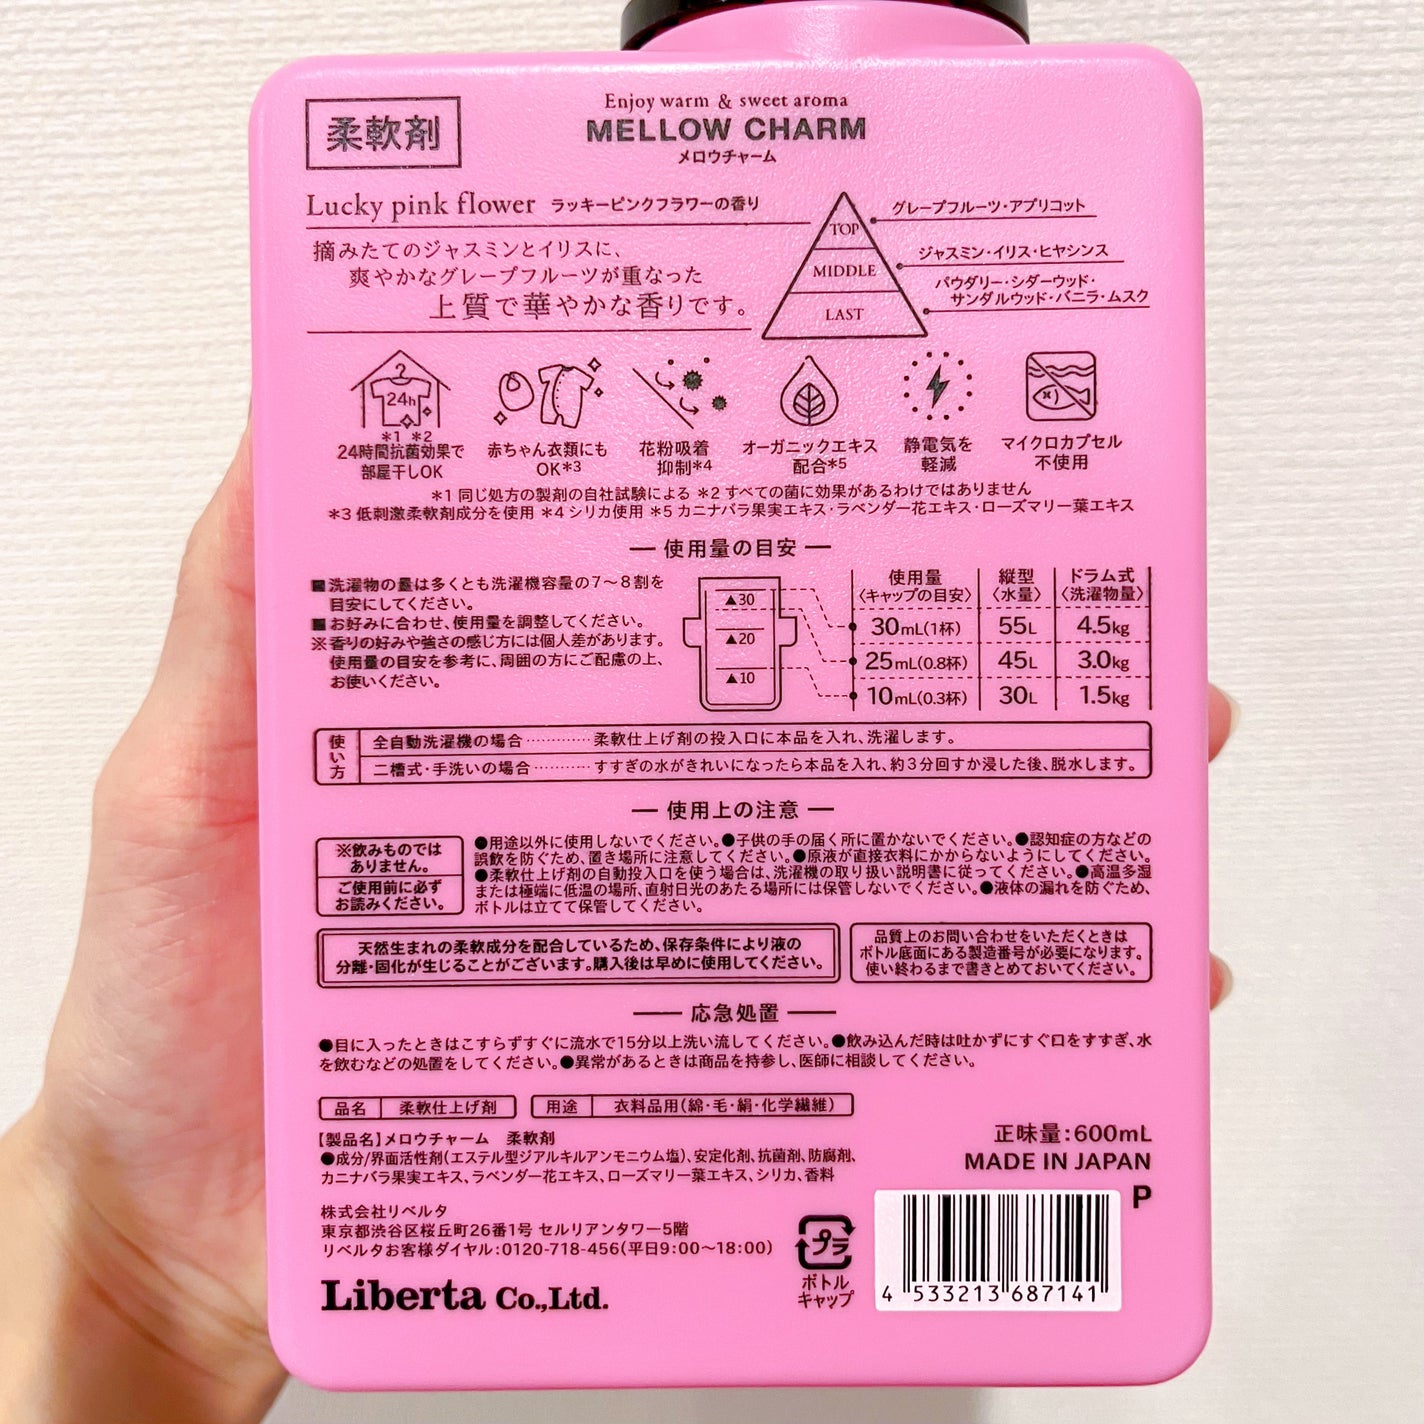 柔軟剤
Enjoy warm & sweet aroma
MELLOW CHARM
メロウチャーム
Lucky pink flower ラッキーピンクフラワーの香り
摘みたてのジャスミンとイリスに、
爽やかなグレープフルーツが重なった
上質で華やかな香りです。
TOP
グレープフルーツ・アプリコット
MIDDLE
ジャスミン・イリス・ヒヤシンス
LAST
パウダリー・シダーウッド・
サンダルウッド・バニラ・ムスク
24h
*1 *2
24時間抗菌効果で
部屋干しOK
赤ちゃん衣類にも
OK*3
花粉吸着
抑制*4
オーガニックエキス
配合*5
静電気を
軽減
マイクロカプセル
不使用
*1 同じ処方の製剤の自社試験による *2 すべての菌に効果があるわけではありません
*3 低刺激柔軟剤成分を使用 *4 シリカ使用 *5 カニナバラ果実エキス・ラベンダー花エキス・ローズマリー葉エキス
使用量の目安
■洗濯物の量は多くとも洗濯機容量の7〜8割を
目安にしてください。
■お好みに合わせ、使用量を調整してください。
※香りの好みや強さの感じ方には個人差があります。
使用量の目安を参考に、周囲の方にご配慮の上、
お使いください。
▲30
▲20
▲10
使用量 縦型 ドラム式
〈キャップの目安〉 〈水量〉 〈洗濯物量〉
30mL(1杯) 55L 4.5kg
25mL(0.8杯) 45L 3.0kg
10mL(0.3杯) 30L 1.5kg
使い方
全自動洗濯機の場合…………柔軟仕上げ剤の投入口に本品を入れ、洗濯します。
二槽式・手洗いの場合…………すすぎの水がきれいになったら本品を入れ、約3分回すか浸した後、脱水します。
使用上の注意
※飲みものでは
ありません。
ご使用前に必ず
お読みください。
●用途以外に使用しないでください。●子供の手の届く所に置かないでください。●認知症の方などの
誤飲を防ぐため、置き場所に注意してください。●原液が直接衣料にかからないようにしてください。
●柔軟仕上げ剤の自動投入口を使う場合は、洗濯機の取り扱い説明書に従ってください。●高温多湿
または極端に低温の場所、直射日光のあたる場所には保管しないでください。●液体の漏れを防ぐため、
ボトルは立てて保管してください。
天然生まれの柔軟成分を配合しているため、保存条件により液の
分離・固化が生じることがございます。購入後は早めに使用してください。
品質上のお問い合わせをいただくときは
ボトル底面にある製造番号が必要になります。
使い終わるまで書きとめておいてください。
応急処置
●目に入ったときはこすらずすぐに流水で15分以上洗い流してください。●飲み込んだ時は吐かずにすぐ口をすすぎ、水
を飲むなどの処置をしてください。●異常があるときは商品を持参し、医師に相談してください。
品名 柔軟仕上げ剤 用途 衣料品用(綿・毛・絹・化学繊維)
【製品名】メロウチャーム 柔軟剤
●成分/界面活性剤(エステル型ジアルキルアンモニウム塩)、安定化剤、抗菌剤、防腐剤、
カニナバラ果実エキス、ラベンダー花エキス、ローズマリー葉エキス、シリカ、香料
正味量:600mL
MADE IN JAPAN
P
株式会社リベルタ
東京都渋谷区桜丘町26番1号 セルリアンタワー5階
リベルタお客様ダイヤル:0120-718-456(平日9:00〜18:00)
Liberta Co.,Ltd.
プラ
ボトル
キャップ
4 533213 687141